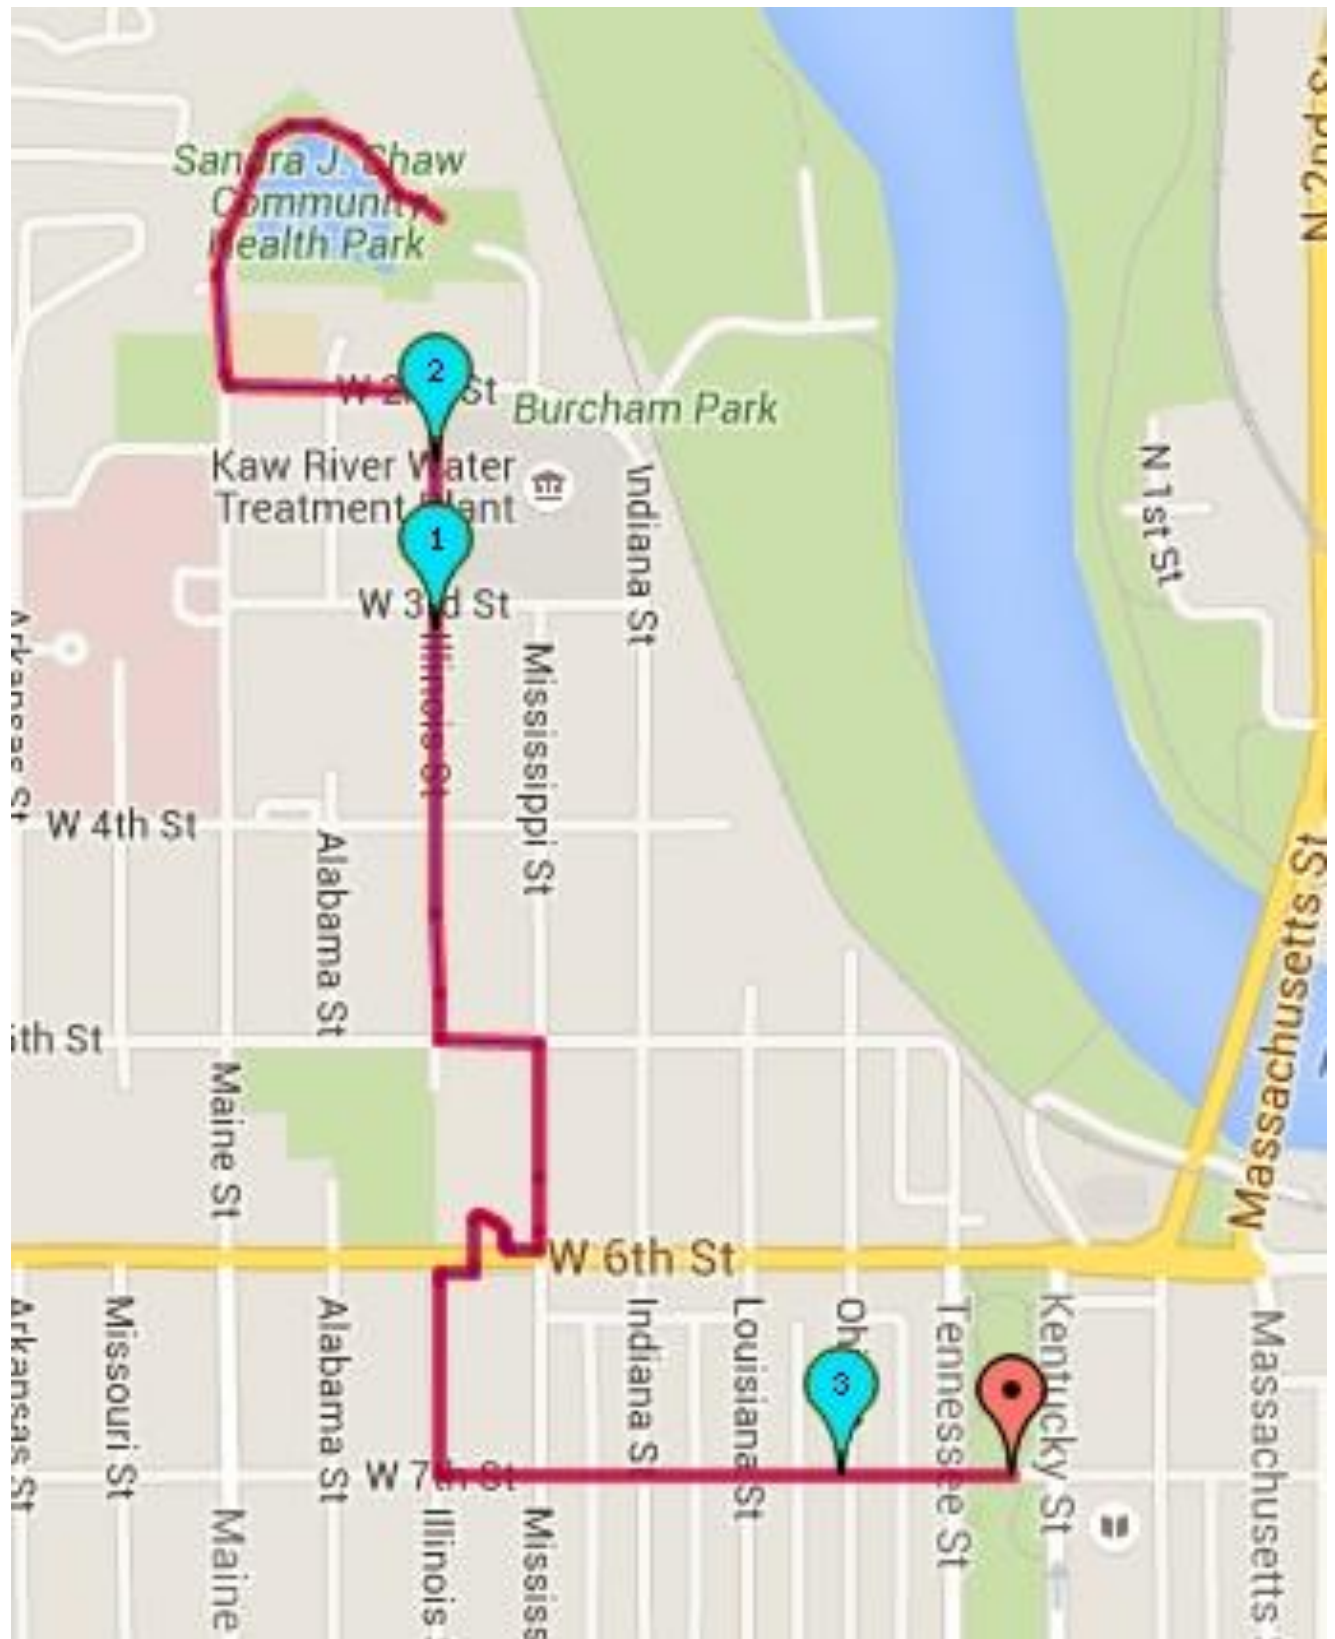 N 2nd St
Sandra J. Shaw
Community
Health Park
2
W 2nd St
Burcham Park
Kaw River Water
Treatment Plant
Indiana St
N 1st St
1
W 3rd St
Illinois St
Mississippi St
Arkansas St
W 4th St
Alabama St
Massachusetts St
5th St
Maine St
W 6th St
Arkansas St
Missouri St
Alabama St
Indiana St
Louisiana St
3
Tennessee St
Kentucky St
Massachusetts
W 7th St
Illinois
Maine
Mississ